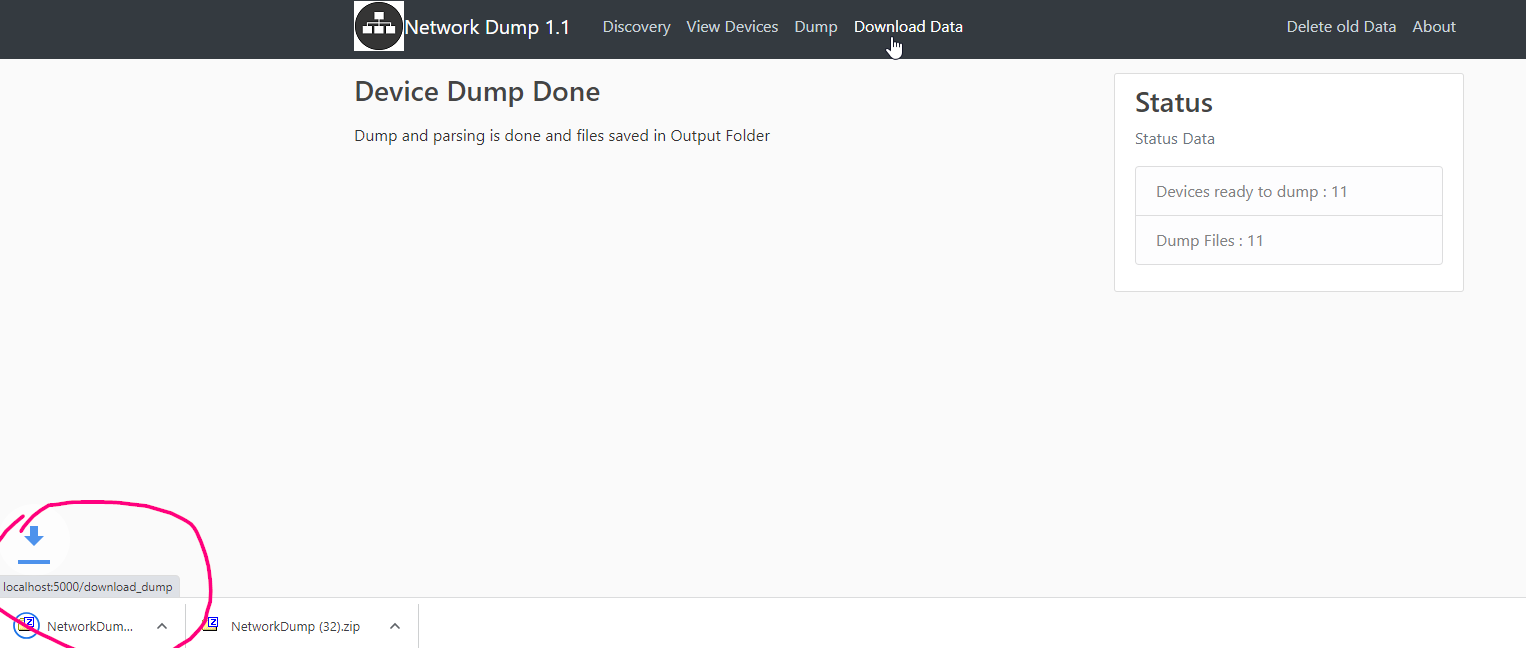 Network Dump 1.1 Discovery View Devices Dump Download Data Delete old Data About
Device Dump Done
Dump and parsing is done and files saved in Output Folder
Status
Status Data
Devices ready to dump : 11
Dump Files : 11
localhost:5000/download_dump
NetworkDum... NetworkDump (32).zip